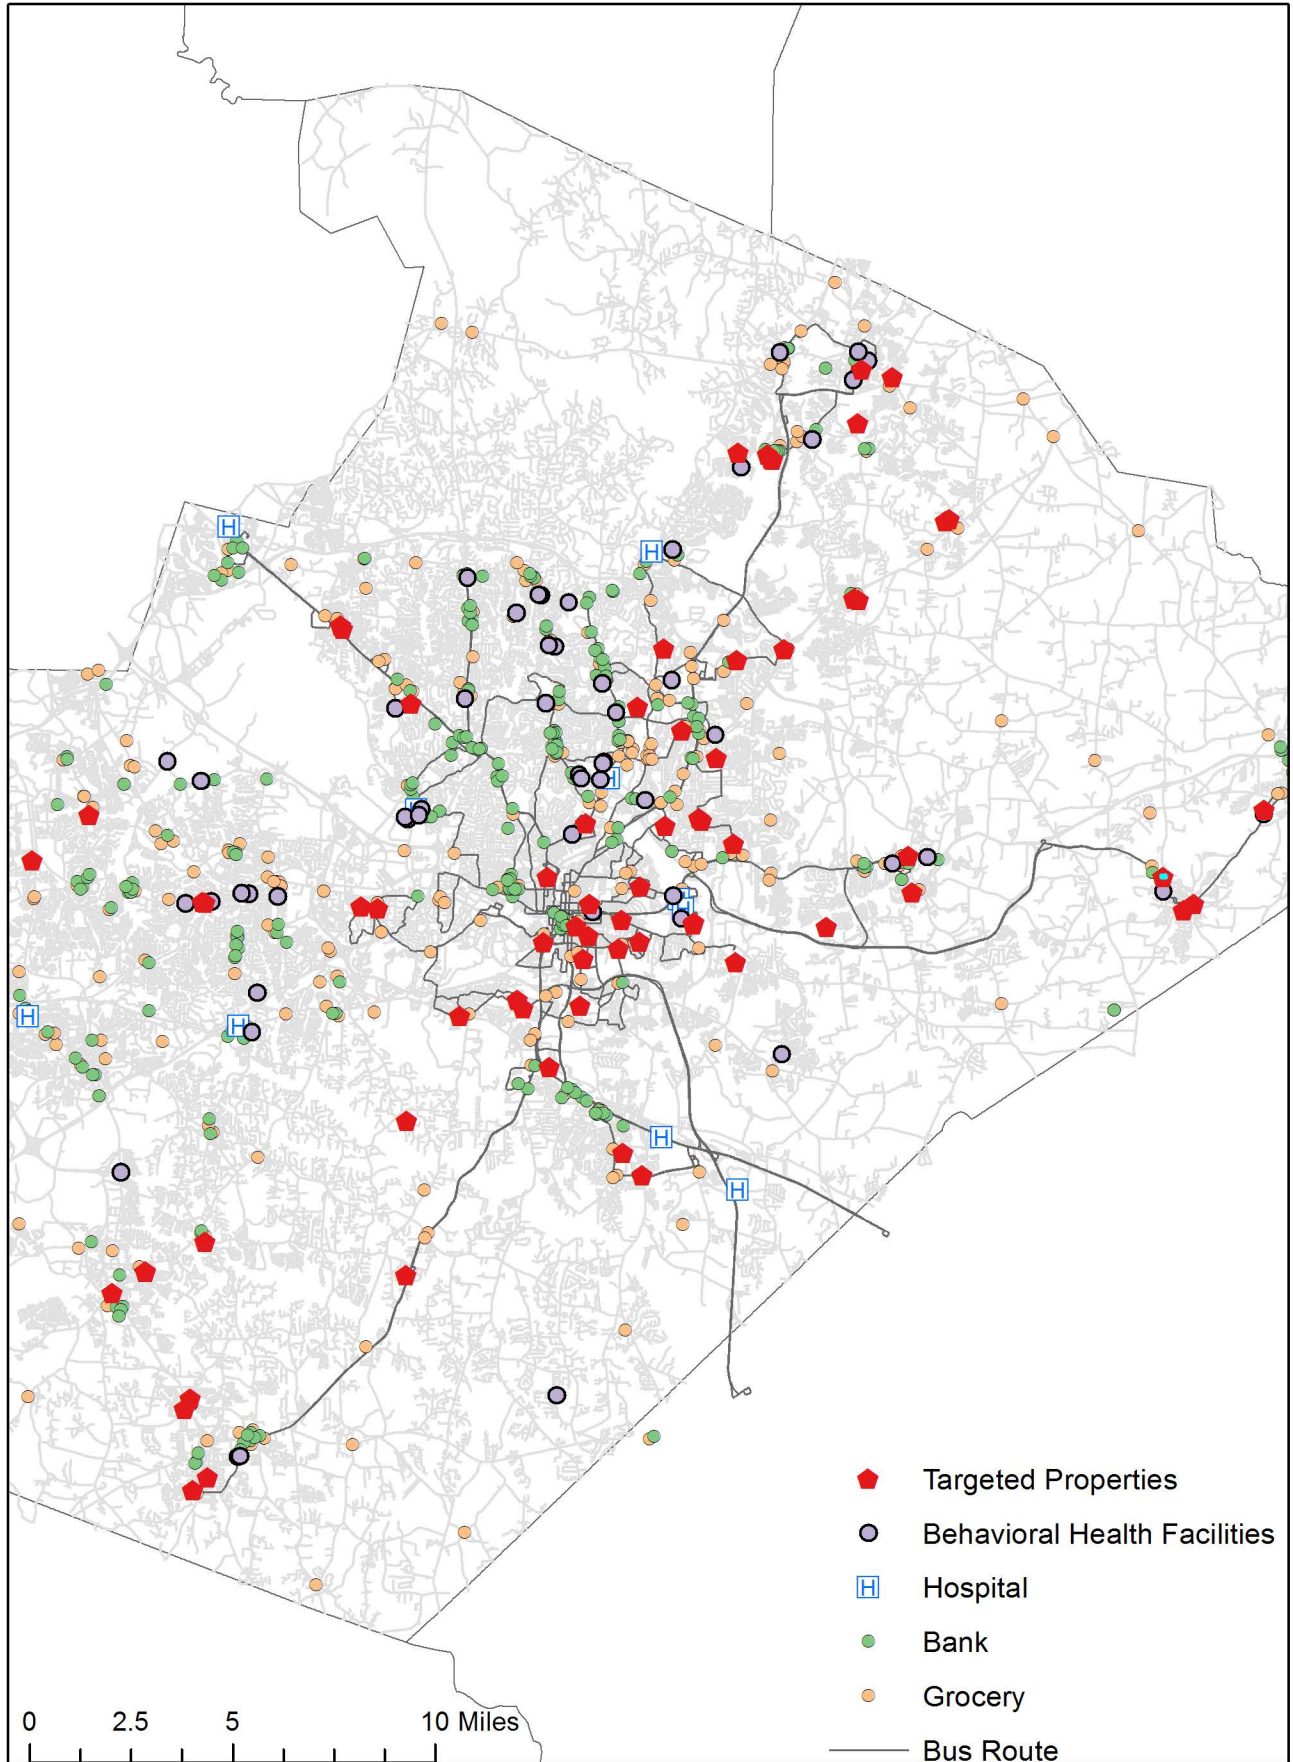 H
H
H
H
H
H
H
H
H
Targeted Properties
Behavioral Health Facilities
H Hospital
Bank
Grocery
0 2.5 5 10 Miles
Bus Route